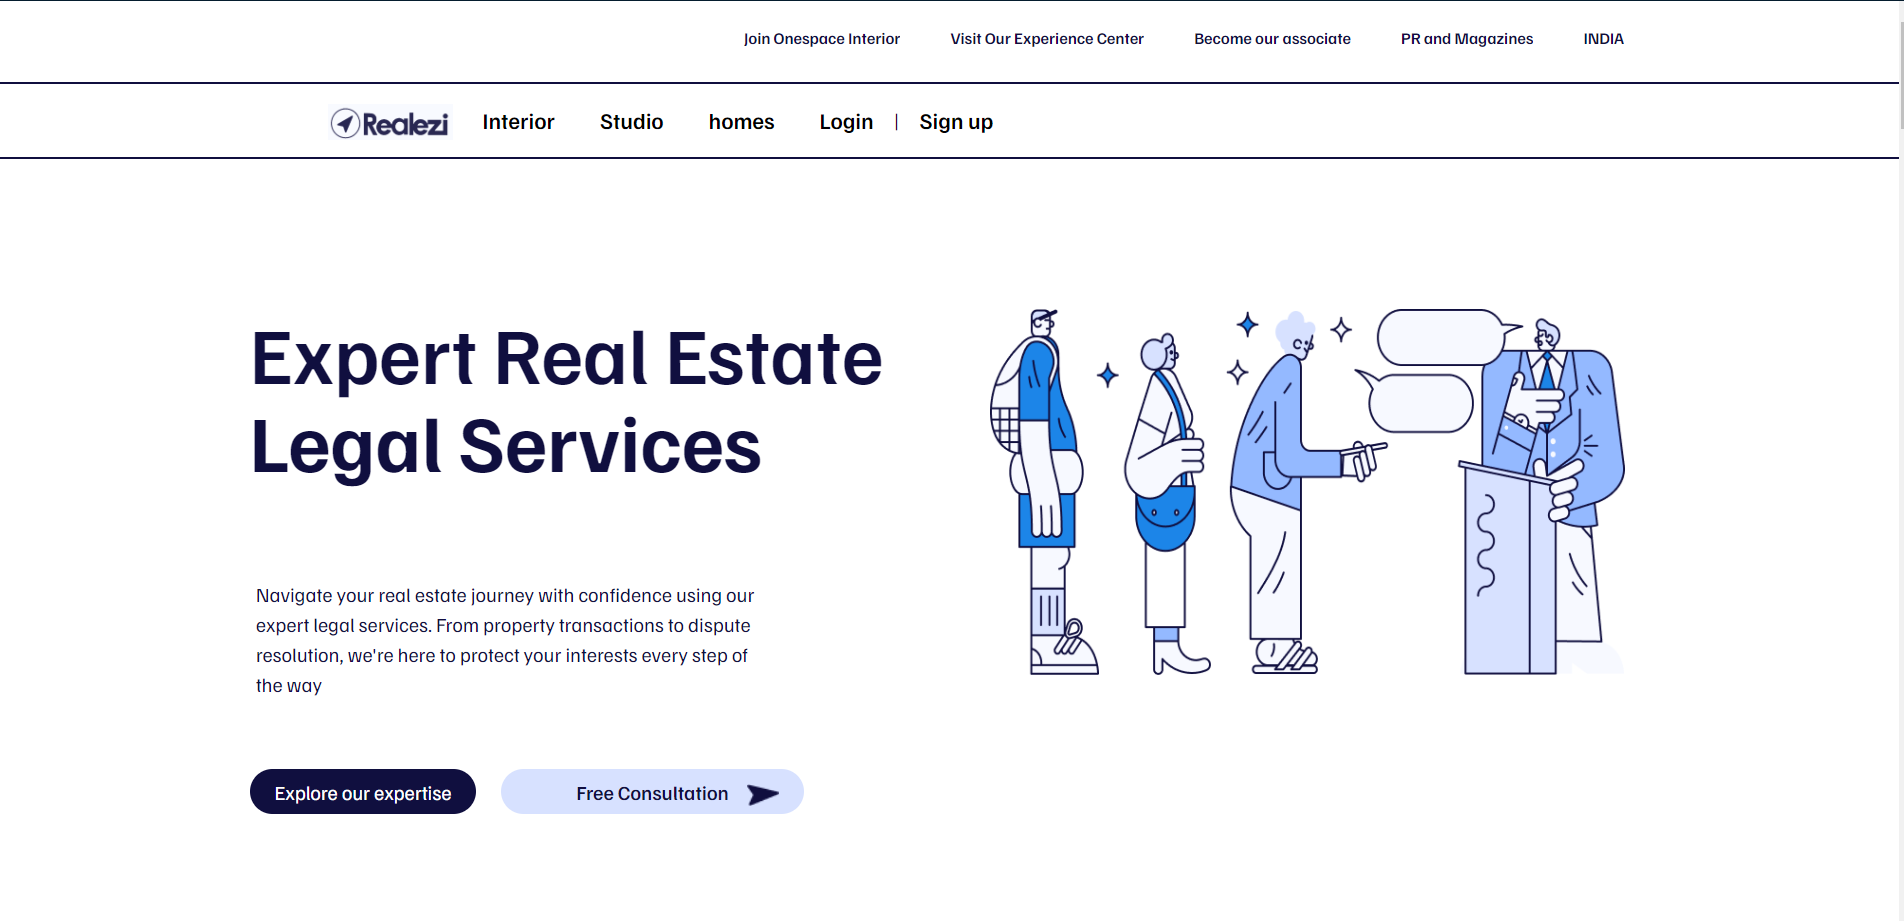 Join Onespace Interior Visit Our Experience Center Become our associate PR and Magazines INDIA
Realezi Interior Studio homes Login | Sign up
Expert Real Estate
Legal Services
Navigate your real estate journey with confidence using our
expert legal services. From property transactions to dispute
resolution, we're here to protect your interests every step of
the way
Explore our expertise Free Consultation